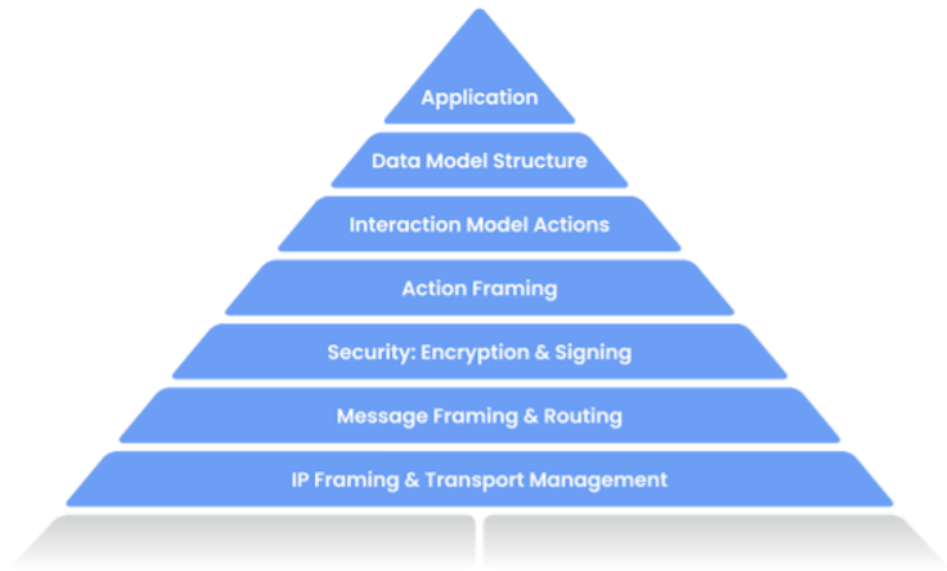 Application
Data Model Structure
Interaction Model Actions
Action Framing
Security: Encryption & Signing
Message Framing & Routing
IP Framing & Transport Management